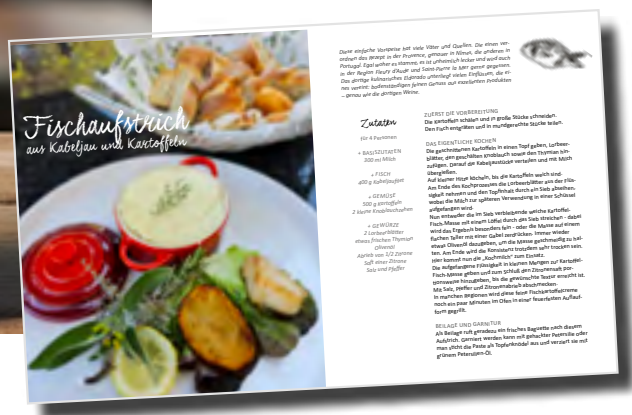 Fischaufstrich
aus Kabeljau und Kartoffeln
Diese einfache Vorspeise hat viele Väter und Quellen. Die einen ver-
ordnen das Rezept in der Provence, genauer in Nîmes, die anderen in
Portugal. Egal woher es stammt, es ist unheimlich lecker und wird auch
in der Region Fleury d'Aude und Saint-Pierre la Mer gerne gegessen.
Das dortige kulinarische Eldorado unterliegt vielen Einflüssen, die ei-
nes vereint: bodenständigen feinen Genuss aus exzellenten Produkten
– genau wie die dortigen Weine.
Zutaten
für 4 Personen
+ BASISZUTATEN
300 ml Milch
+ FISCH
400 g Kabeljaufilet
+ GEMÜSE
500 g Kartoffeln
2 kleine Knoblauchzehen
+ GEWÜRZE
2 Lorbeerblätter
etwas frischen Thymian
Olivenöl
Abrieb von 1/2 Zitrone
Saft einer Zitrone
Salz und Pfeffer
ZUERST DIE VORBEREITUNG
Die Kartoffeln schälen und in große Stücke schneiden.
Den Fisch entgräten und in mundgerechte Stücke teilen.
DAS EIGENTLICHE KOCHEN
Die geschnittenen Kartoffeln in einen Topf geben, Lorbeer-
blätter, den geschälten Knoblauch sowie den Thymian hin-
zufügen. Darauf die Kabeljaustücke verteilen und mit Milch
übergießen.
Auf kleiner Hitze köcheln, bis die Kartoffeln weich sind.
Am Ende des Kochprozesses die Lorbeerblätter aus der Flüs-
sigkeit nehmen und den Topfinhalt durch ein Sieb abseihen,
wobei die Milch zur späteren Verwendung in einer Schüssel
aufgefangen wird.
Nun entweder die im Sieb verbleibende weiche Kartoffel-
Fisch-Masse mit einem Löffel durch das Sieb streichen - dabei
wird das Ergebnis besonders fein - oder die Masse auf einem
flachen Teller mit einer Gabel zerdrücken. Immer wieder
etwas Olivenöl dazugeben, um die Masse geschmeidig zu hal-
ten. Am Ende wird die Konsistenz trotzdem sehr trocken sein.
Hier kommt nun die „Kochmilch" zum Einsatz.
Die aufgefangene Flüssigkeit in kleinen Mengen zur Kartoffel-
Fisch-Masse geben und zum Schluß den Zitronensaft por-
tionsweise hinzugeben, bis die gewünschte Textur erreicht ist.
Mit Salz, Pfeffer und Zitronenabrieb abschmecken.
In manchen Regionen wird diese feine Fischkartoffelcreme
noch ein paar Minuten im Ofen in einer feuerfesten Auflauf-
form gegrillt.
BEILAGE UND GARNITUR
Als Beilage ruft geradezu ein frisches Baguette nach diesem
Aufstrich. Garniert werden kann mit gehackter Petersilie oder
man sticht die Paste als Topfenknödel aus und verziert sie mit
grünem Petersilien-Öl.